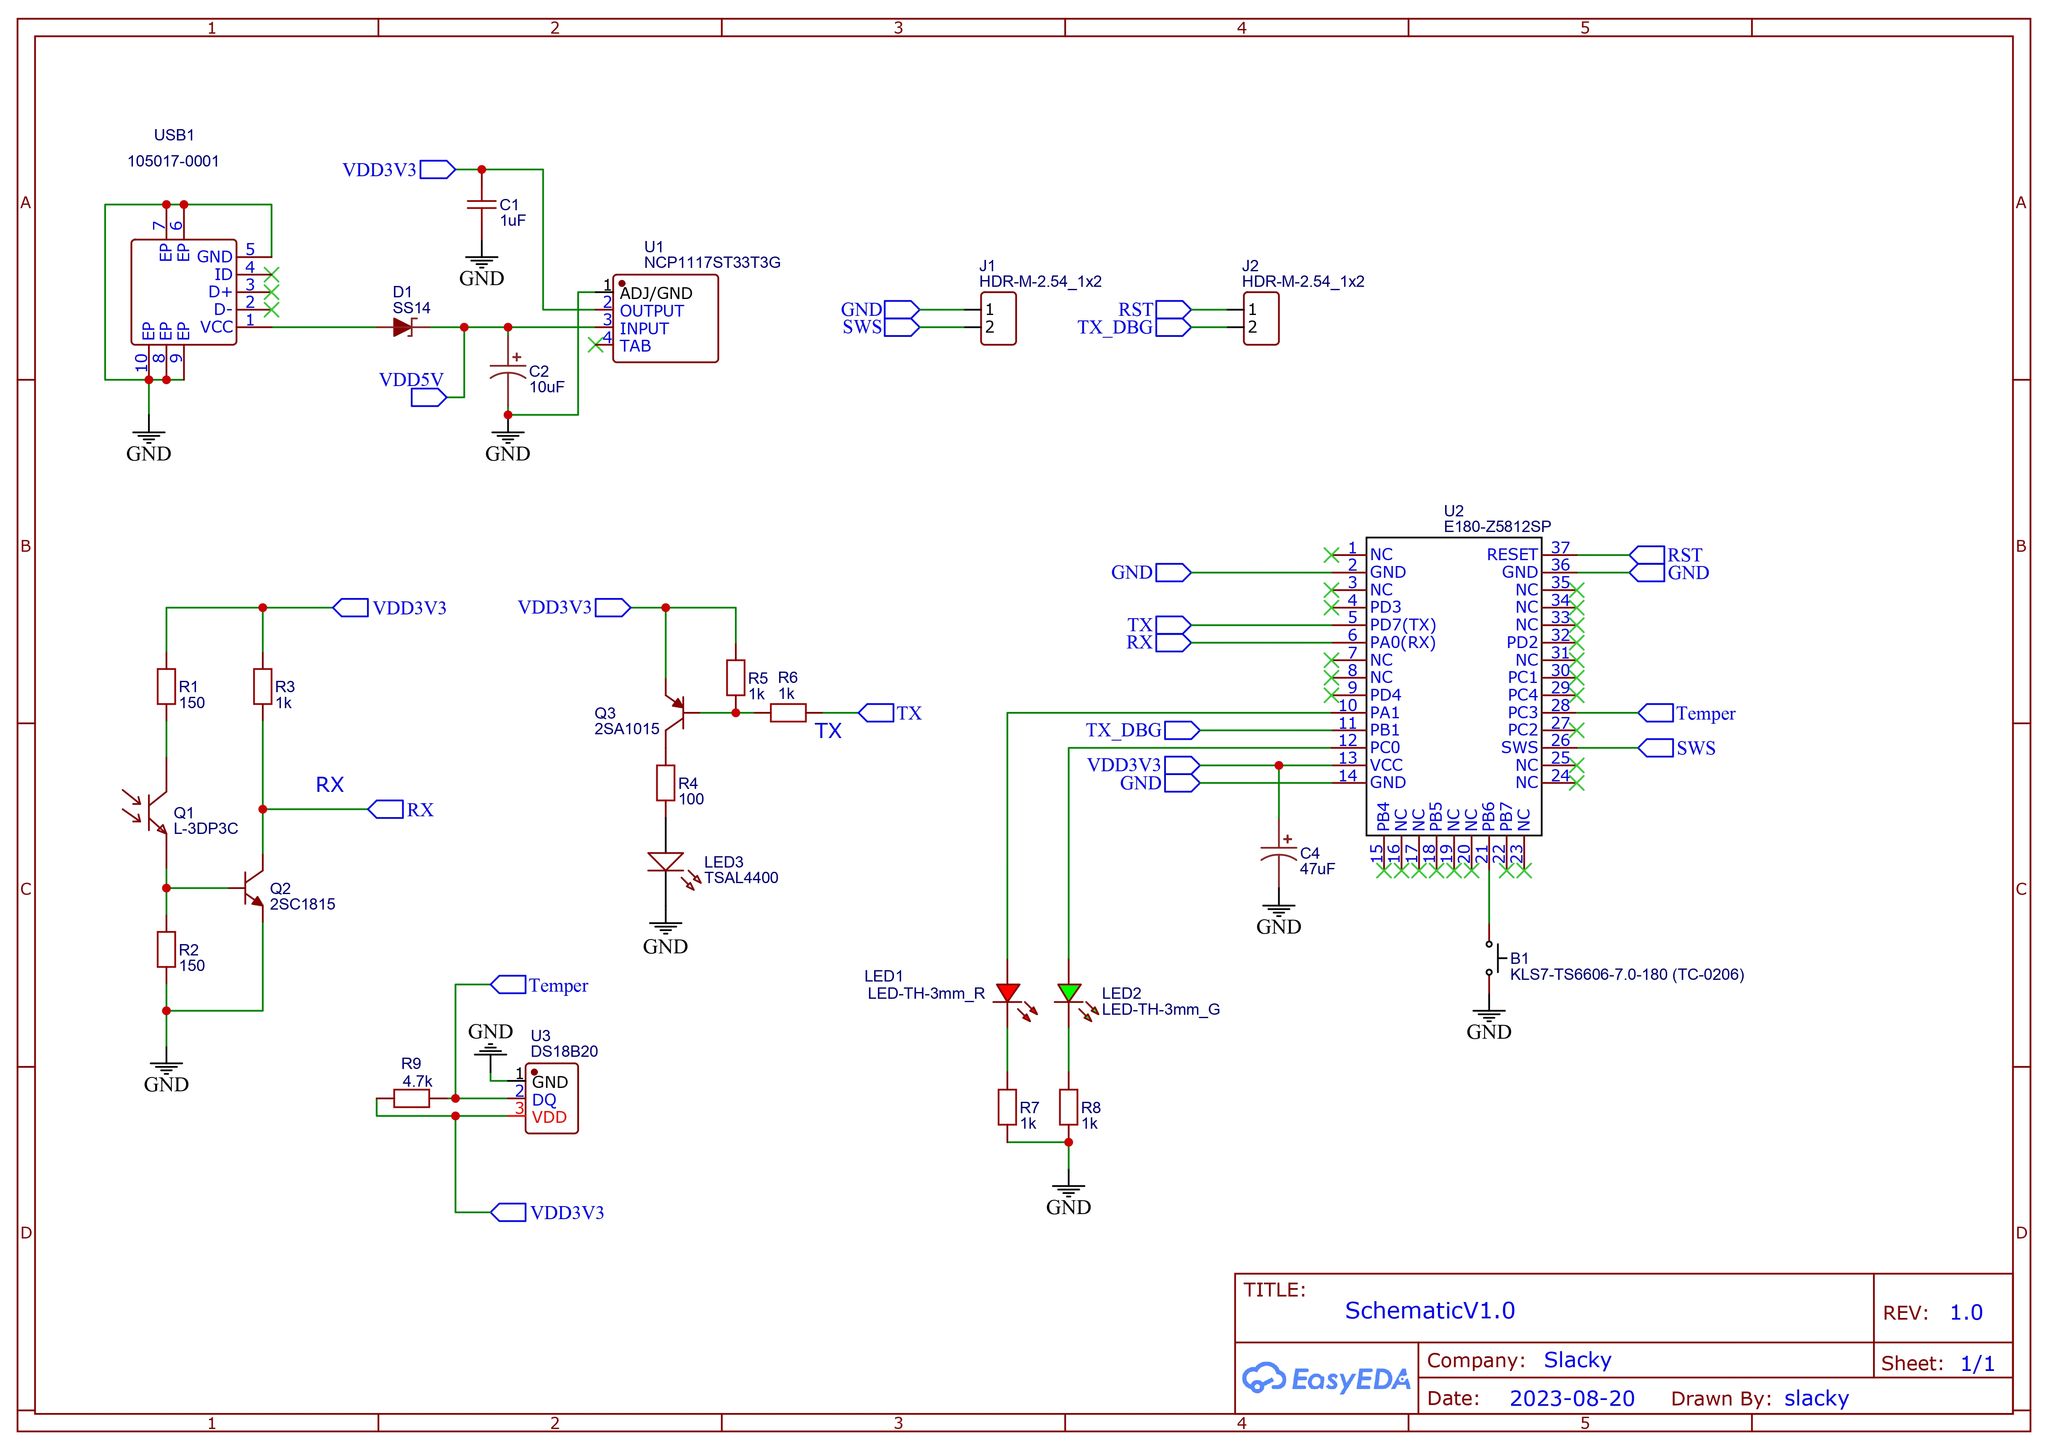 1 2 3 4 5
A A
B B
C C
D D
USB1
105017-0001
7 6
EP EP
GND 5
ID 4
D+ 3
D- 2
VCC 1
EP EP EP
10 8 9
GND
VDD3V3
C1
1uF
GND
D1
SS14
VDD5V
C2
10uF
GND
U1
NCP1117ST33T3G
1 ADJ/GND
2 OUTPUT
3 INPUT
4 TAB
J1
HDR-M-2.54_1x2
GND 1
SWS 2
J2
HDR-M-2.54_1x2
RST 1
TX_DBG 2
VDD3V3
R1
150
R3
1k
RX
RX
Q1
L-3DP3C
Q2
2SC1815
R2
150
GND
VDD3V3
R5
1k
R6
1k
TX
TX
Q3
2SA1015
R4
100
LED3
TSAL4400
GND
Temper
GND
U3
DS18B20
R9
4.7k
1 GND
2 DQ
3 VDD
VDD3V3
U2
E180-Z5812SP
1 NC
GND 2 GND
3 NC
4 PD3
TX 5 PD7(TX)
RX 6 PA0(RX)
7 NC
8 NC
9 PD4
10 PA1
TX_DBG 11 PB1
12 PC0
VDD3V3 13 VCC
GND 14 GND
RESET 37 RST
GND 36 GND
NC 35
NC 34
NC 33
PD2 32
NC 31
PC1 30
PC4 29
PC3 28 Temper
PC2 27
SWS 26 SWS
NC 25
NC 24
PB4 NC NC PB5 NC NC PB6 PB7 NC
15 16 17 18 19 20 21 22 23
C4
47uF
GND
B1
KLS7-TS6606-7.0-180 (TC-0206)
GND
LED1
LED-TH-3mm_R
LED2
LED-TH-3mm_G
R7
1k
R8
1k
GND
TITLE:
SchematicV1.0
REV: 1.0
EasyEDA
Company: Slacky
Sheet: 1/1
Date: 2023-08-20 Drawn By: slacky
1 2 3 4 5